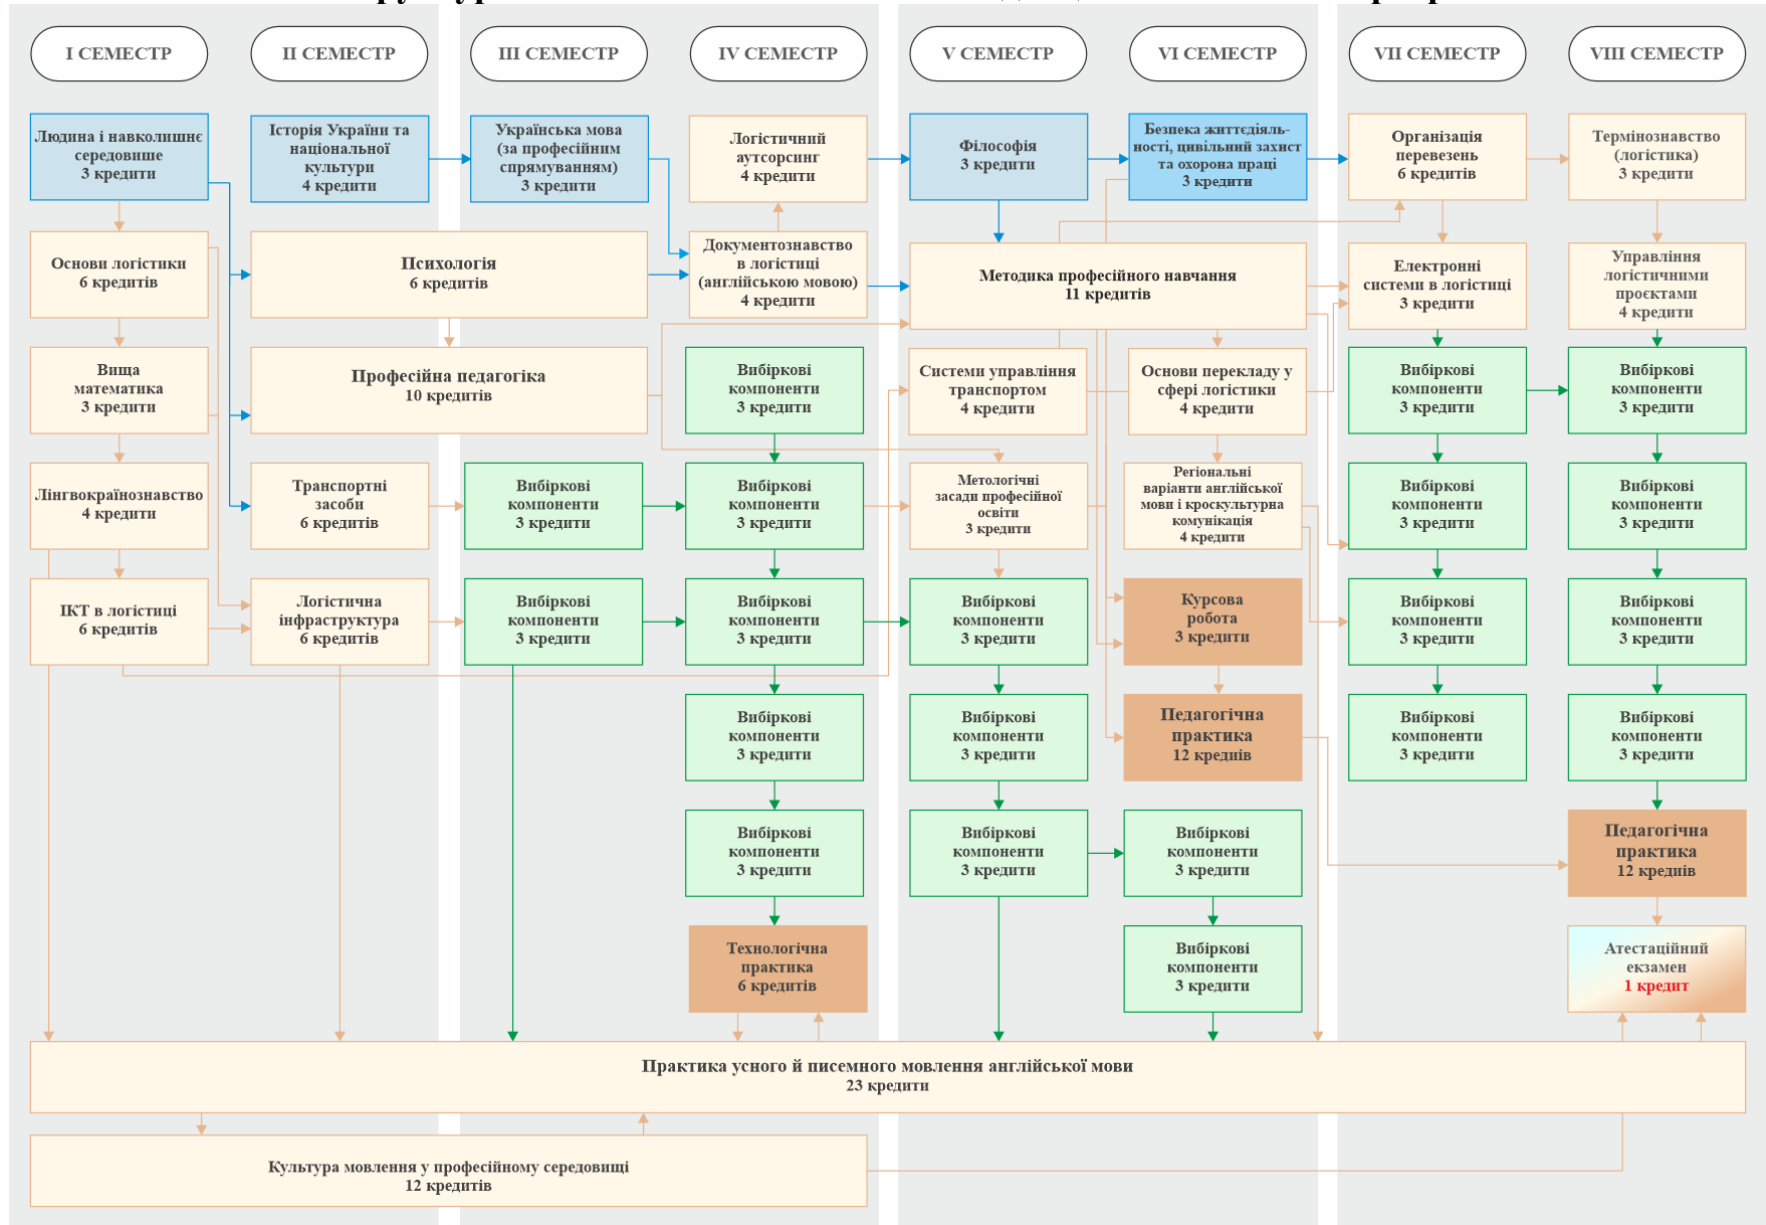 I СЕМЕСТР
II СЕМЕСТР
III СЕМЕСТР
IV СЕМЕСТР
V СЕМЕСТР
VI СЕМЕСТР
VII СЕМЕСТР
VIII СЕМЕСТР
Людина і навколишнє
середовише
3 кредити
Історія України та
національної
культури
4 кредити
Українська мова
(за професійним
спрямуванням)
3 кредити
Логістичний
аутсорсинг
4 кредити
Філософія
3 кредити
Безпека життєдіяль-
ності, цивільний захист
та охорона праці
3 кредити
Організація
перевезень
6 кредитів
Термінознавство
(логістика)
3 кредити
Основи логістики
6 кредитів
Психологія
6 кредитів
Документознавство
в логістиці
(англійською мовою)
4 кредити
Методика професійного навчання
11 кредитів
Електронні
системи в логістиці
3 кредити
Управління
логістичними
проєктами
4 кредити
Вища
математика
3 кредити
Професійна педагогіка
10 кредитів
Вибіркові
компоненти
3 кредити
Системи управління
транспортом
4 кредити
Основи перекладу у
сфері логістики
4 кредити
Вибіркові
компоненти
3 кредити
Вибіркові
компоненти
3 кредити
Лінгвокраїнознавство
4 кредити
Транспортні
засоби
6 кредитів
Вибіркові
компоненти
3 кредити
Вибіркові
компоненти
3 кредити
Метологічні
засади професійної
освіти
3 кредити
Регіональні
варіанти англійської
мови і кроскультурна
комунікація
4 кредити
Вибіркові
компоненти
3 кредити
Вибіркові
компоненти
3 кредити
ІКТ в логістиці
6 кредитів
Логістична
інфраструктура
6 кредитів
Вибіркові
компоненти
3 кредити
Вибіркові
компоненти
3 кредити
Вибіркові
компоненти
3 кредити
Курсова
робота
3 кредити
Вибіркові
компоненти
3 кредити
Вибіркові
компоненти
3 кредити
Вибіркові
компоненти
3 кредити
Вибіркові
компоненти
3 кредити
Педагогічна
практика
12 кредиів
Вибіркові
компоненти
3 кредити
Вибіркові
компоненти
3 кредити
Вибіркові
компоненти
3 кредити
Вибіркові
компоненти
3 кредити
Вибіркові
компоненти
3 кредити
Педагогічна
практика
12 кредиів
Технологічна
практика
6 кредитів
Вибіркові
компоненти
3 кредити
Атестаційний
екзамен
1 кредит
Практика усного й писемного мовлення англійської мови
23 кредити
Культура мовлення у професійному середовищі
12 кредитів